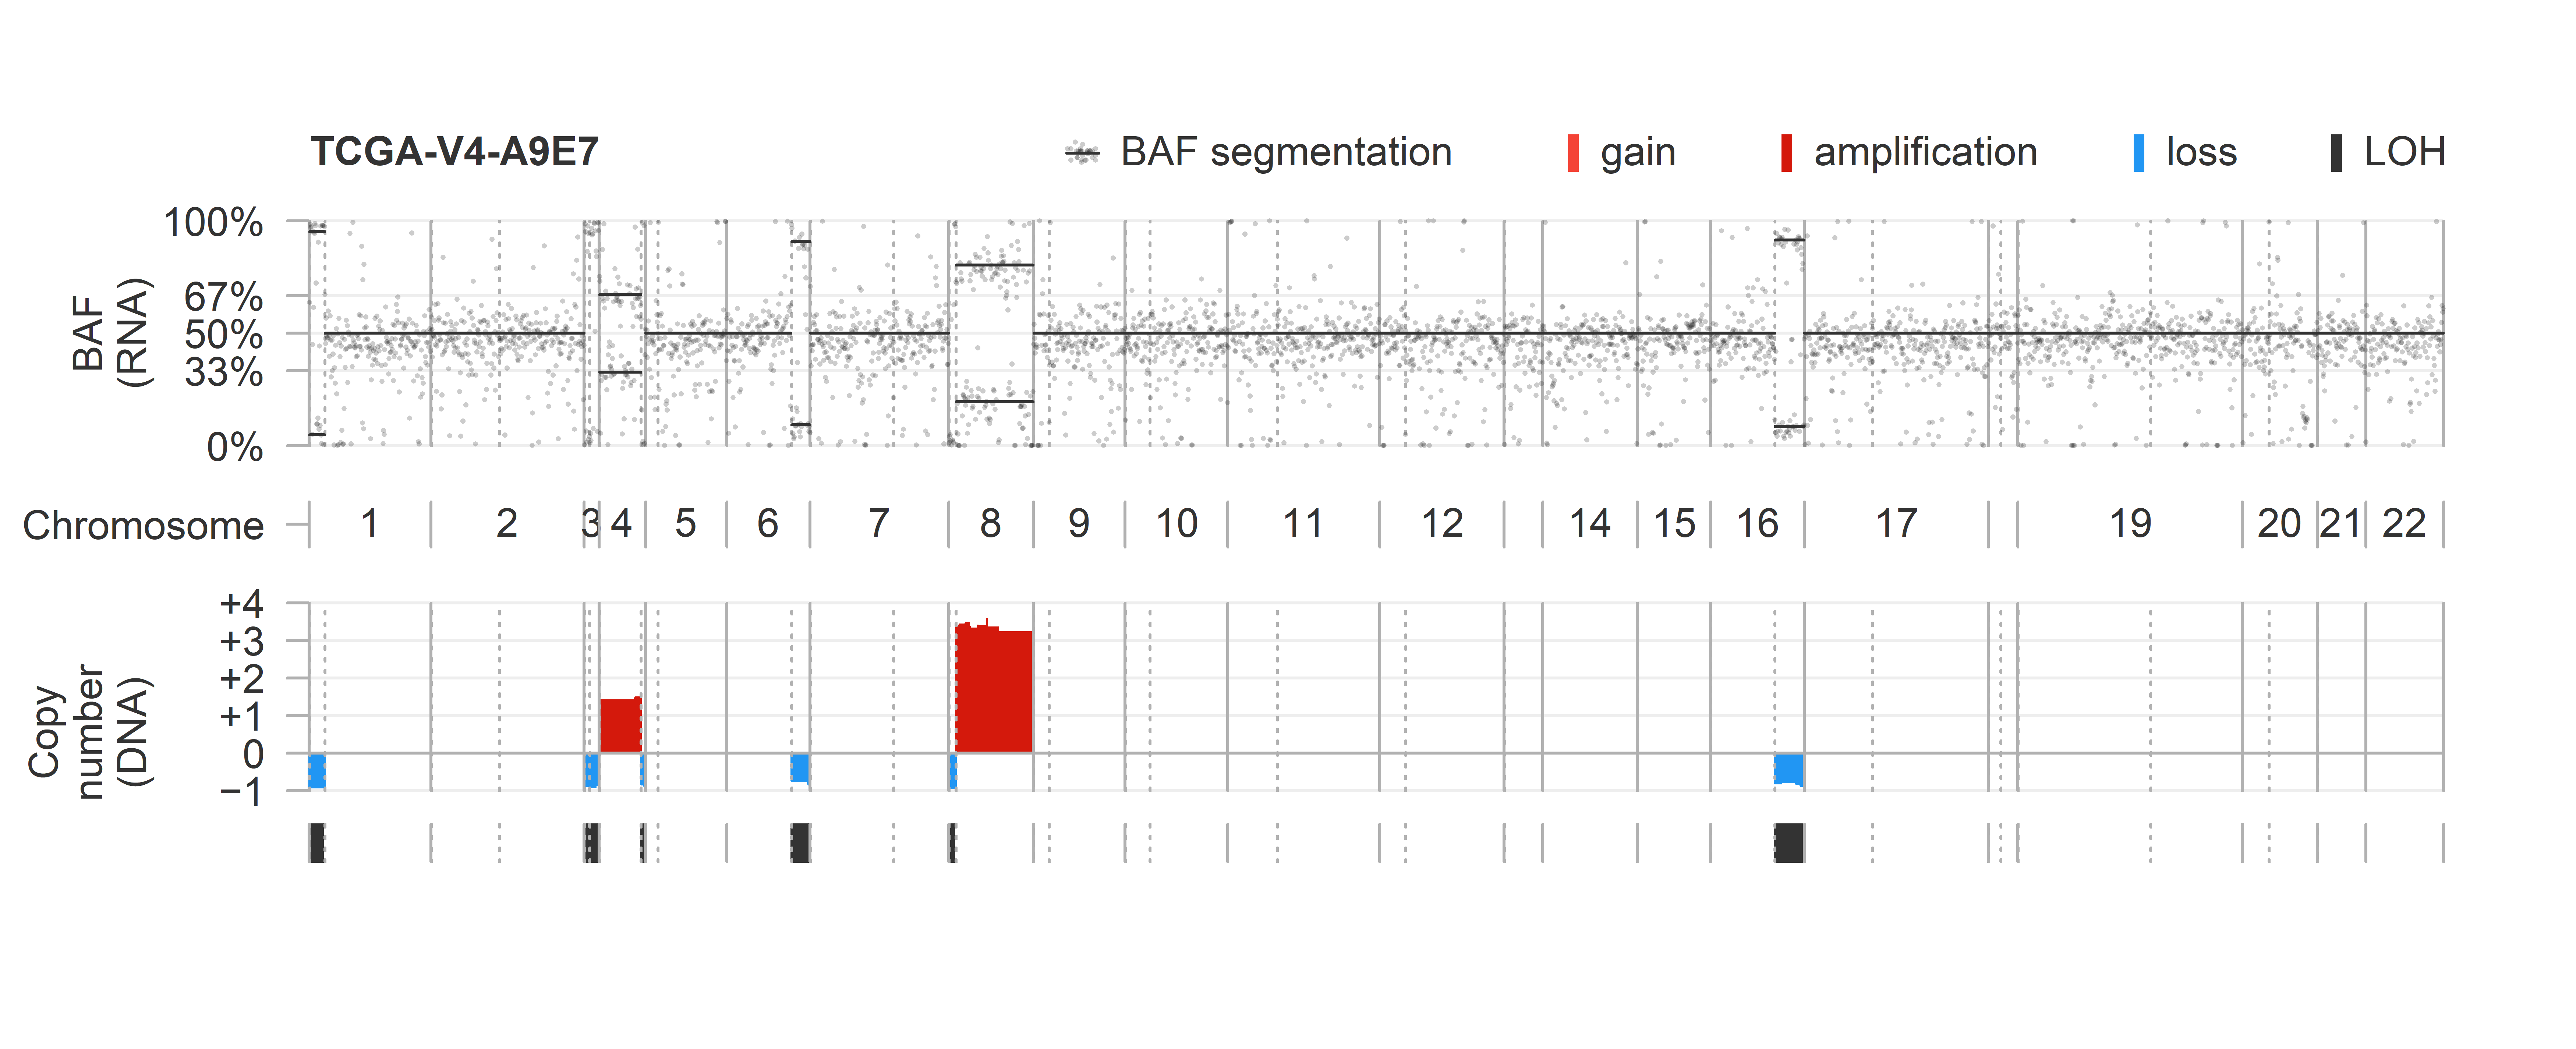 TCGA-V4-A9E7 BAF segmentation gain amplification loss LOH
100%
67%
50%
33%
0%
BAF
(RNA)
Chromosome 1 2 3 4 5 6 7 8 9 10 11 12 14 15 16 17 19 20 21 22
+4
+3
+2
+1
0
−1
Copy
number
(DNA)